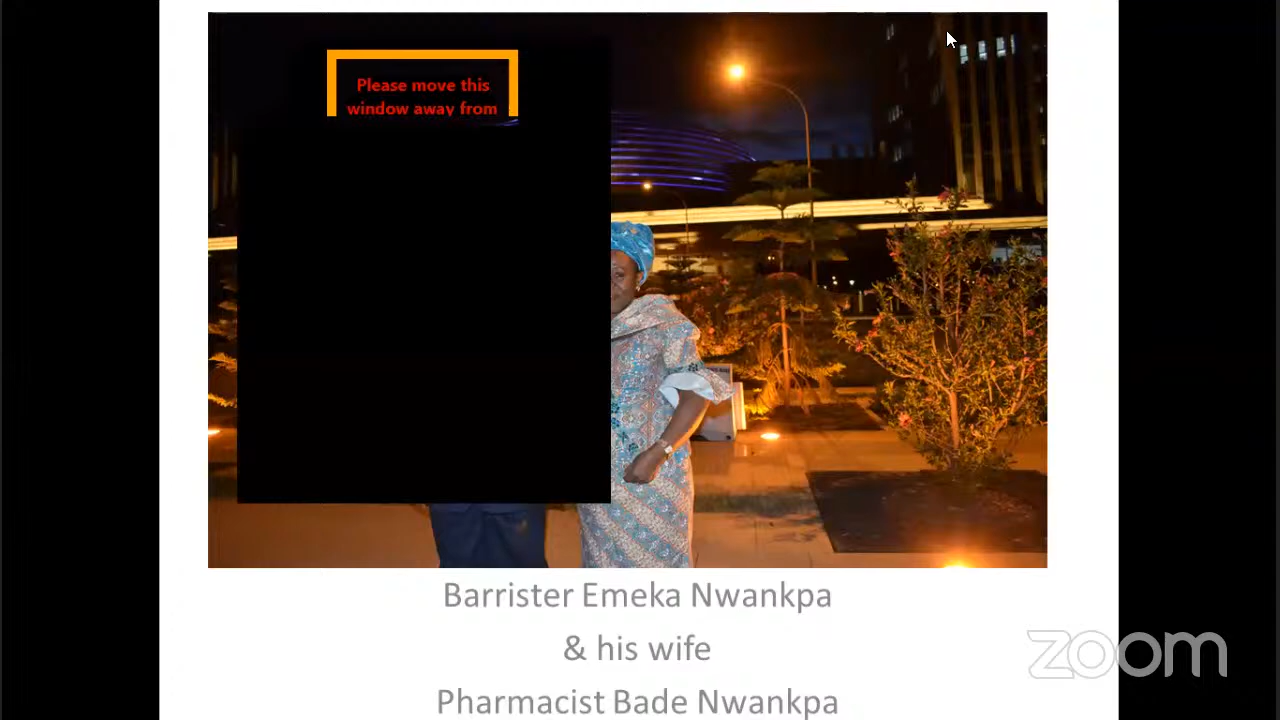 Please move this
window away from
Barrister Emeka Nwankpa
& his wife
Pharmacist Bade Nwankpa
zoom